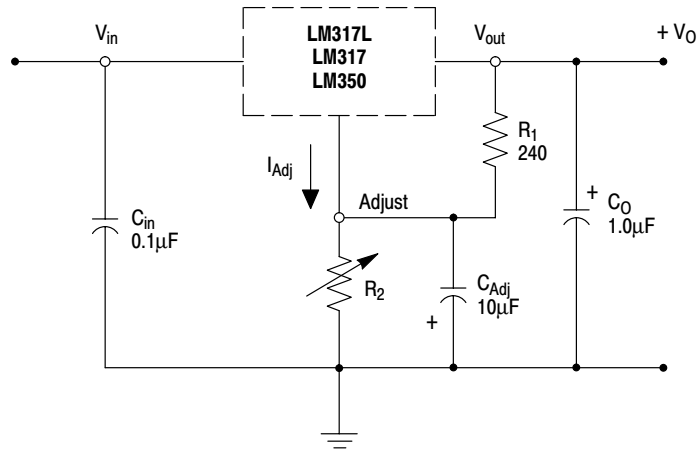 V_in
LM317L
LM317
LM350
V_out
+ V_O
R_1
240
I_Adj
Adjust
C_in
0.1µF
R_2
C_Adj
10µF
+
+
C_O
1.0µF